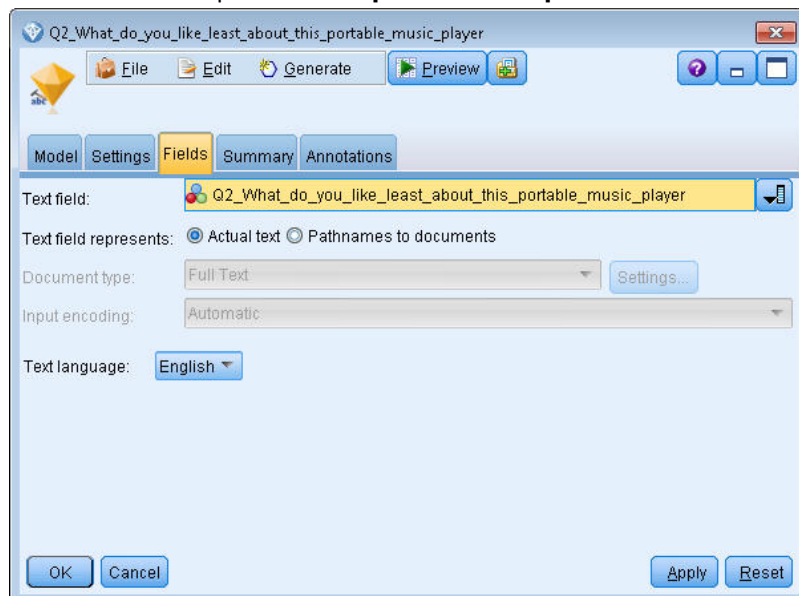 Q2_What_do_you_like_least_about_this_portable_music_player
File Edit Generate Preview
abc
Model Settings Fields Summary Annotations
Text field: Q2_What_do_you_like_least_about_this_portable_music_player
Text field represents: Actual text Pathnames to documents
Document type: Full Text Settings...
Input encoding: Automatic
Text language: English
OK Cancel Apply Reset